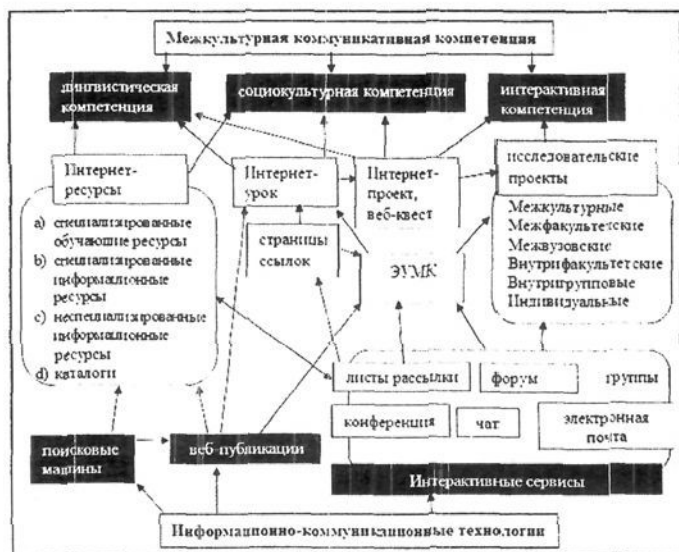 Межкультурная коммуникативная компетенция
лингвистическая
компетенция
социокультурная компетенция
интерактивная
компетенция
Интернет-
ресурсы
Интернет-
урок
Интернет-
проект,
веб-квест
исследовательские
проекты
a) специализированные
обучающие ресурсы
b) специализированные
информационные
ресурсы
c) неспециализированные
информационные
ресурсы
d) каталоги
страницы
ссылок
ЭУМК
Межкультурные
Межфакультетские
Межвузовские
Внутрифакультетские
Внутригрупповые
Индивидуальные
листы рассылки
форум
группы
конференция
чат
электронная
почта
поисковые
машины
веб-публикации
Интерактивные сервисы
Информационно-коммуникационные технологии